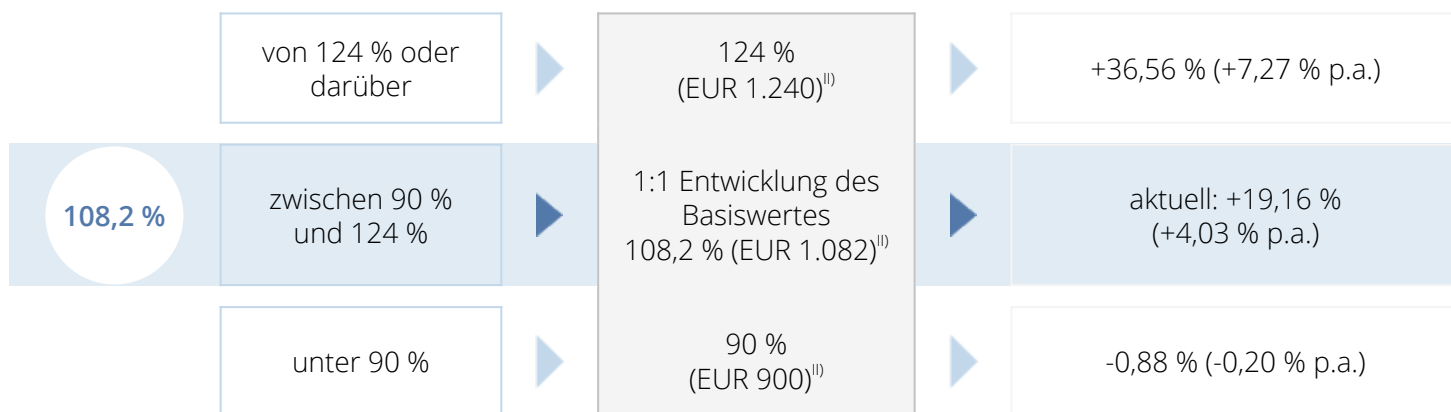 von 124 % oder
darüber
124 %
(EUR 1.240)II)
+36,56 % (+7,27 % p.a.)
108,2 %
zwischen 90 %
und 124 %
1:1 Entwicklung des
Basiswertes
108,2 % (EUR 1.082)II)
aktuell: +19,16 %
(+4,03 % p.a.)
unter 90 %
90 %
(EUR 900)II)
-0,88 % (-0,20 % p.a.)